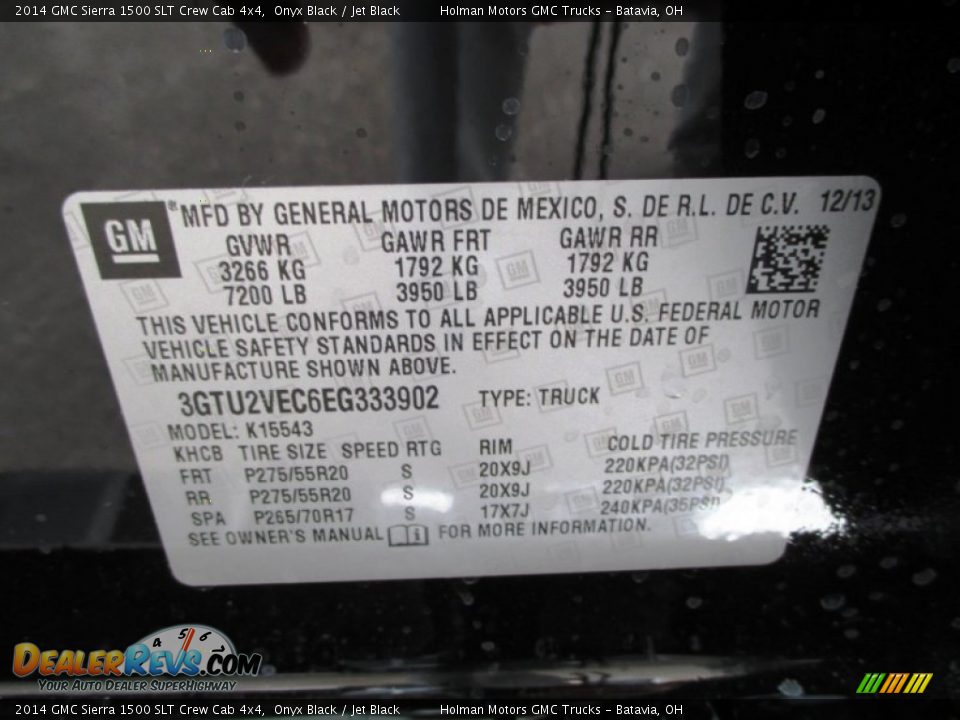 2014 GMC Sierra 1500 SLT Crew Cab 4x4, Onyx Black / Jet Black Holman Motors GMC Trucks - Batavia, OH
GM ® MFD BY GENERAL MOTORS DE MEXICO, S. DE R.L. DE C.V. 12/13
GVWR GAWR FRT GAWR RR
3266 KG 1792 KG 1792 KG
7200 LB 3950 LB 3950 LB
THIS VEHICLE CONFORMS TO ALL APPLICABLE U.S. FEDERAL MOTOR
VEHICLE SAFETY STANDARDS IN EFFECT ON THE DATE OF
MANUFACTURE SHOWN ABOVE.
3GTU2VEC6EG333902 TYPE: TRUCK
MODEL: K15543
KHCB TIRE SIZE SPEED RTG RIM COLD TIRE PRESSURE
FRT P275/55R20 S 20X9J 220KPA(32PSI)
RR P275/55R20 S 20X9J 220KPA(32PSI)
SPA P265/70R17 S 17X7J 240KPA(35PSI)
SEE OWNER'S MANUAL i FOR MORE INFORMATION.
4 5 6
DealerRevs.com
Your Auto Dealer SuperHighway
2014 GMC Sierra 1500 SLT Crew Cab 4x4, Onyx Black / Jet Black Holman Motors GMC Trucks - Batavia, OH